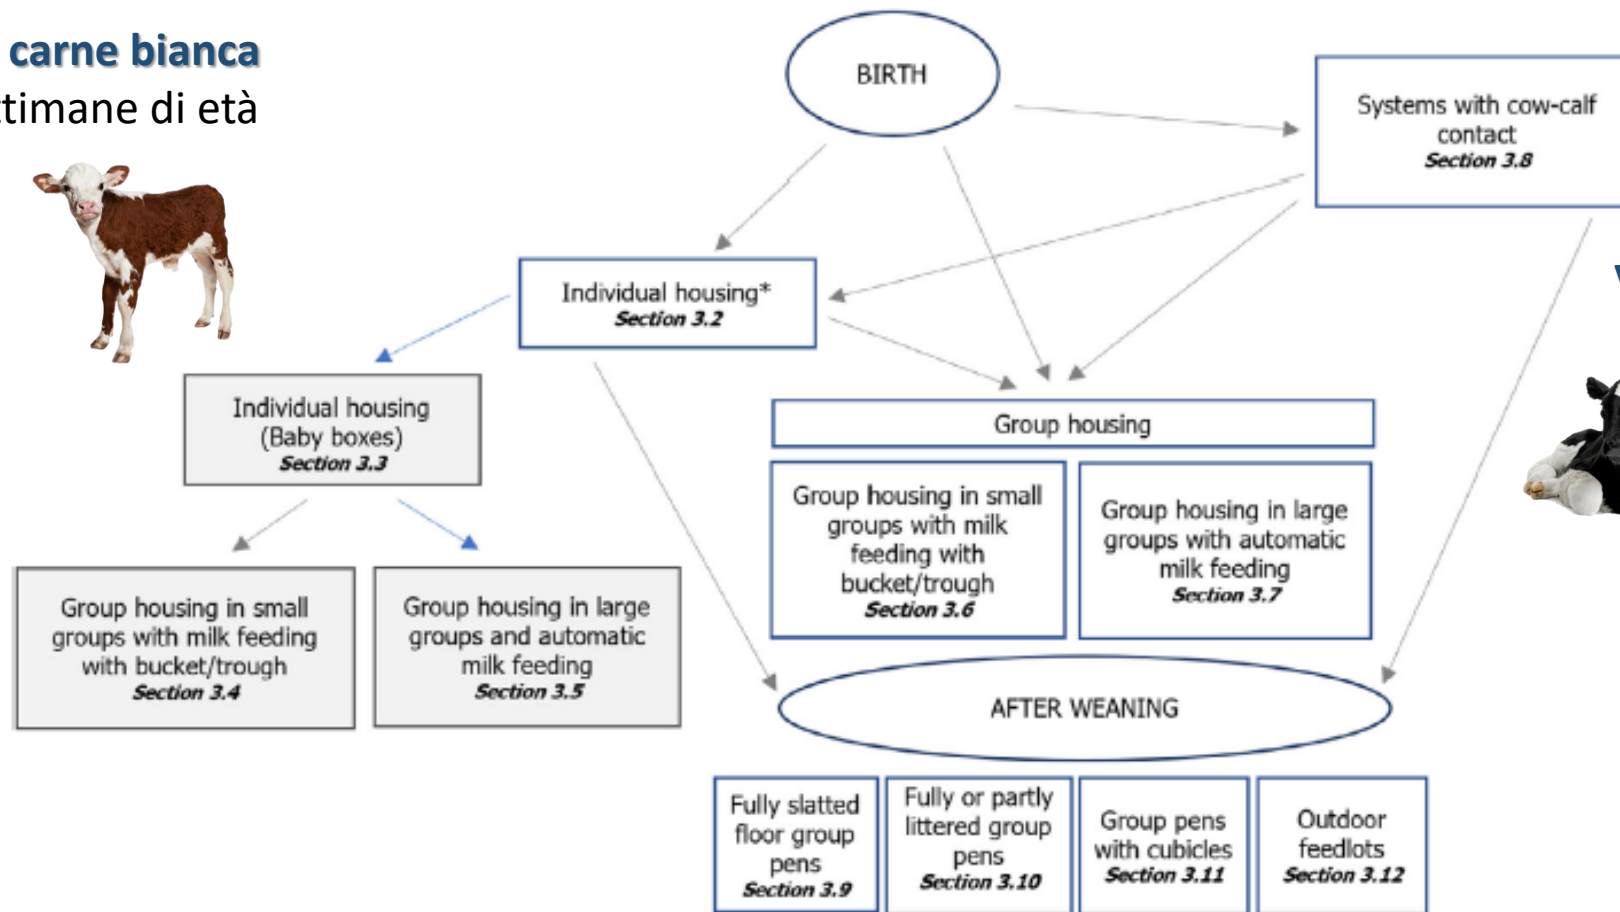 carne bianca
ttimane di età
BIRTH
Systems with cow-calf
contact
Section 3.8
Individual housing*
Section 3.2
Individual housing
(Baby boxes)
Section 3.3
Group housing
Group housing in small
groups with milk
feeding with
bucket/trough
Section 3.6
Group housing in large
groups with automatic
milk feeding
Section 3.7
Group housing in small
groups with milk feeding
with bucket/trough
Section 3.4
Group housing in large
groups and automatic
milk feeding
Section 3.5
AFTER WEANING
Fully slatted
floor group
pens
Section 3.9
Fully or partly
littered group
pens
Section 3.10
Group pens
with cubicles
Section 3.11
Outdoor
feedlots
Section 3.12